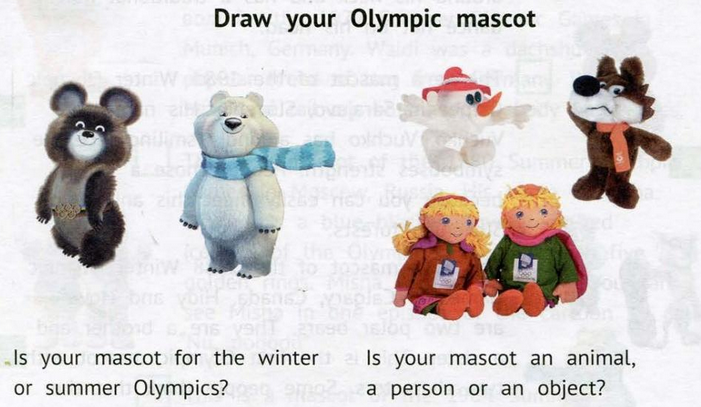 Draw your Olympic mascot
Is your mascot for the winter
or summer Olympics?
Is your mascot an animal,
a person or an object?